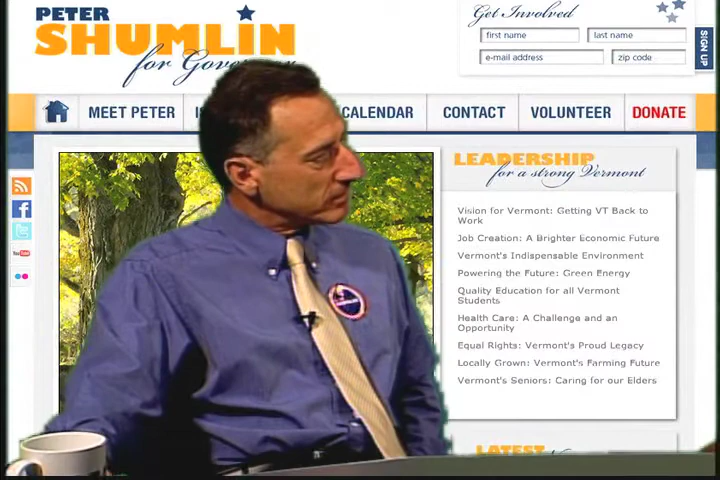 PETER
SHUMLIN
for Governor
Get Involved
first name
last name
e-mail address
zip code
SIGN UP
MEET PETER
CALENDAR
CONTACT
VOLUNTEER
DONATE
LEADERSHIP
for a strong Vermont
Vision for Vermont: Getting VT Back to
Work
Job Creation: A Brighter Economic Future
Vermont's Indispensable Environment
Powering the Future: Green Energy
Quality Education for all Vermont
Students
Health Care: A Challenge and an
Opportunity
Equal Rights: Vermont's Proud Legacy
Locally Grown: Vermont's Farming Future
Vermont's Seniors: Caring for our Elders
LATEST